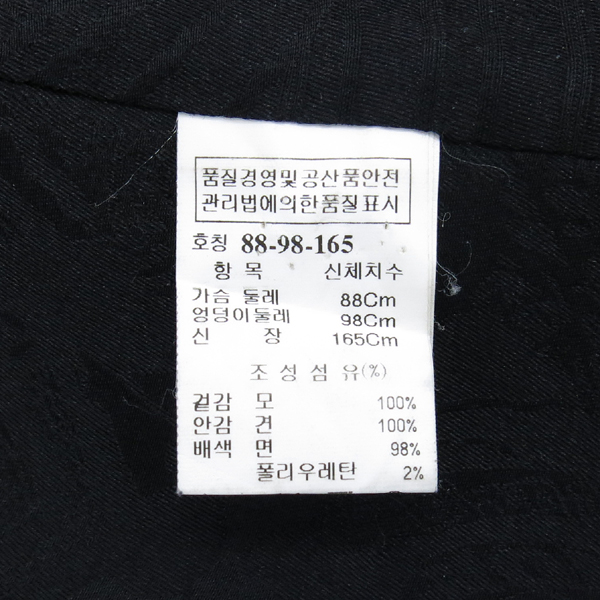 품질경영및공산품안전
관리법에의한품질표시
호칭 88-98-165
항 목 신체치수
가슴 둘레 88Cm
엉덩이둘레 98Cm
신 장 165Cm
조성섬유(%)
겉감 모 100%
안감 견 100%
배색 면 98%
폴리우레탄 2%